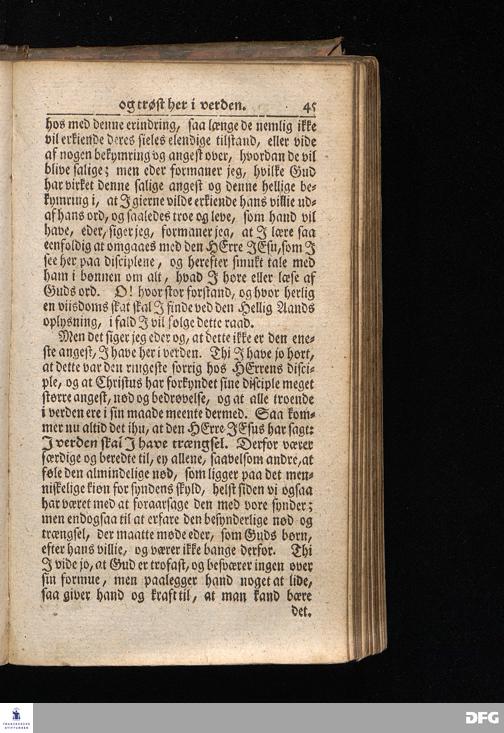 og trøst her i verden. 45
hos med denne erindring, saa længe de nemlig ikke
vil erkiende deres sieles elendige tilstand, eller vide
af nogen bekymring og angest over, hvordan de vil
blive salige; men eder formaner jeg, hvilke Gud
har virket denne salige angest og denne hellige be-
kymring i, at I gierne vilde erkiende hans villie ud-
af hans ord, og saaledes troe og leve, som hand vil
have, eder, siger jeg, formaner jeg, at I lære saa
eenfoldig at omgaaes med den HErre JEsu, som I
see her paa disciplene, og herefter smukt tale med
ham i bønnen om alt, hvad I høre eller læse af
Guds ord. O! hvor stor forstand, og hvor herlig
en viisdoms skat skal I finde ved den Hellig Aands
oplysning, i fald I vil følge dette raad.
Men det siger jeg eder og, at dette ikke er den ene-
ste angest, I have her i verden. Thi I have jo hørt,
at dette var den ringeste sorrig hos HErrens disci-
ple, og at Christus har forkyndet sine disciple meget
større angest, nød og bedrøvelse, og at alle troende
i verden ere i sin maade meente dermed. Saa kom-
mer nu altid det ihu, at den HErre JEsus har sagt:
I verden skal I have trængsel. Derfor værer
færdige og beredte til, ey allene, saavelsom andre, at
føle den almindelige nød, som ligger paa det men-
niskelige kiøn for syndens skyld, helst siden vi ogsaa
har været med at foraarsage den med vore synder;
men endogsaa til at erfare den besynderlige nød og
trængsel, der maatte møde eder, som Guds børn,
efter hans villie, og værer ikke bange derfor. Thi
I vide jo, at Gud er trofast, og besværer ingen over
sin formue, men paalegger hand noget at lide,
saa giver hand og kraft til, at man kand bære
det.
FRANCKESCHE
STIFTUNGEN
DFG